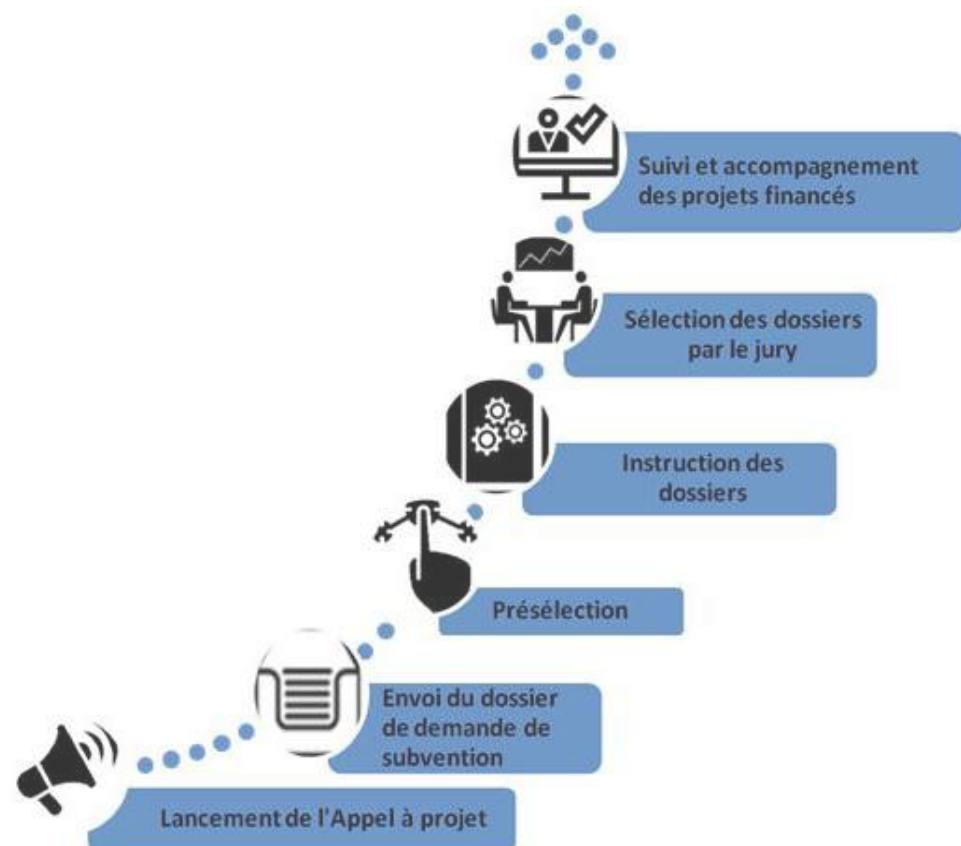 Suivi et accompagnement
des projets financés
Sélection des dossiers
par le jury
Instruction des
dossiers
Présélection
Envoi du dossier
de demande de
subvention
Lancement de l'Appel à projet